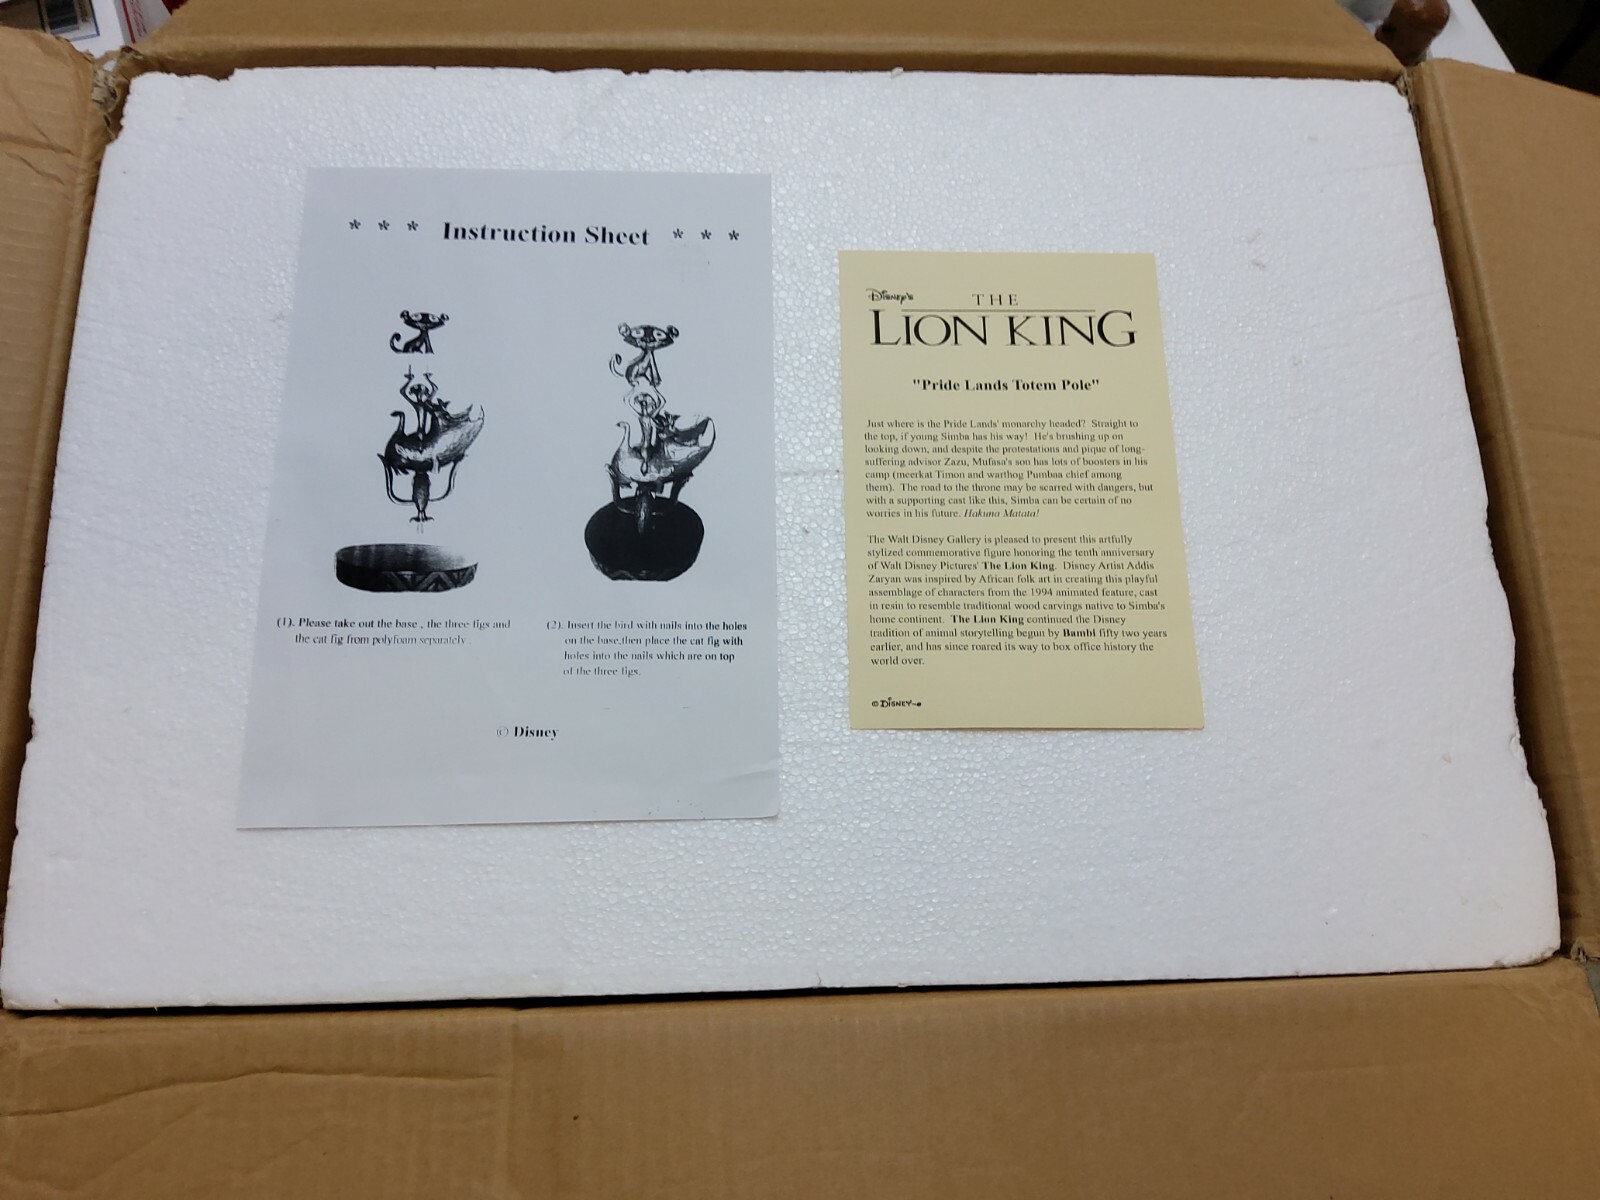 * * * Instruction Sheet * * *
(1). Please take out the base , the three figs and
the cat fig from polyfoam separately .
(2). Insert the bird with nails into the holes
on the base,then place the cat fig with
holes into the nails which are on top
of the three figs.
© Disney
DISNEY'S
THE
LION KING
"Pride Lands Totem Pole"
Just where is the Pride Lands' monarchy headed? Straight to
the top, if young Simba has his way! He's brushing up on
looking down, and despite the protestations and pique of long-
suffering advisor Zazu, Mufasa's son has lots of boosters in his
camp (meerkat Timon and warthog Pumbaa chief among
them). The road to the throne may be scarred with dangers, but
with a supporting cast like this, Simba can be certain of no
worries in his future. Hakuna Matata!
The Walt Disney Gallery is pleased to present this artfully
stylized commemorative figure honoring the tenth anniversary
of Walt Disney Pictures' The Lion King. Disney Artist Addis
Zaryan was inspired by African folk art in creating this playful
assemblage of characters from the 1994 animated feature, cast
in resin to resemble traditional wood carvings native to Simba's
home continent. The Lion King continued the Disney
tradition of animal storytelling begun by Bambi fifty two years
earlier, and has since roared its way to box office history the
world over.
© DISNEY